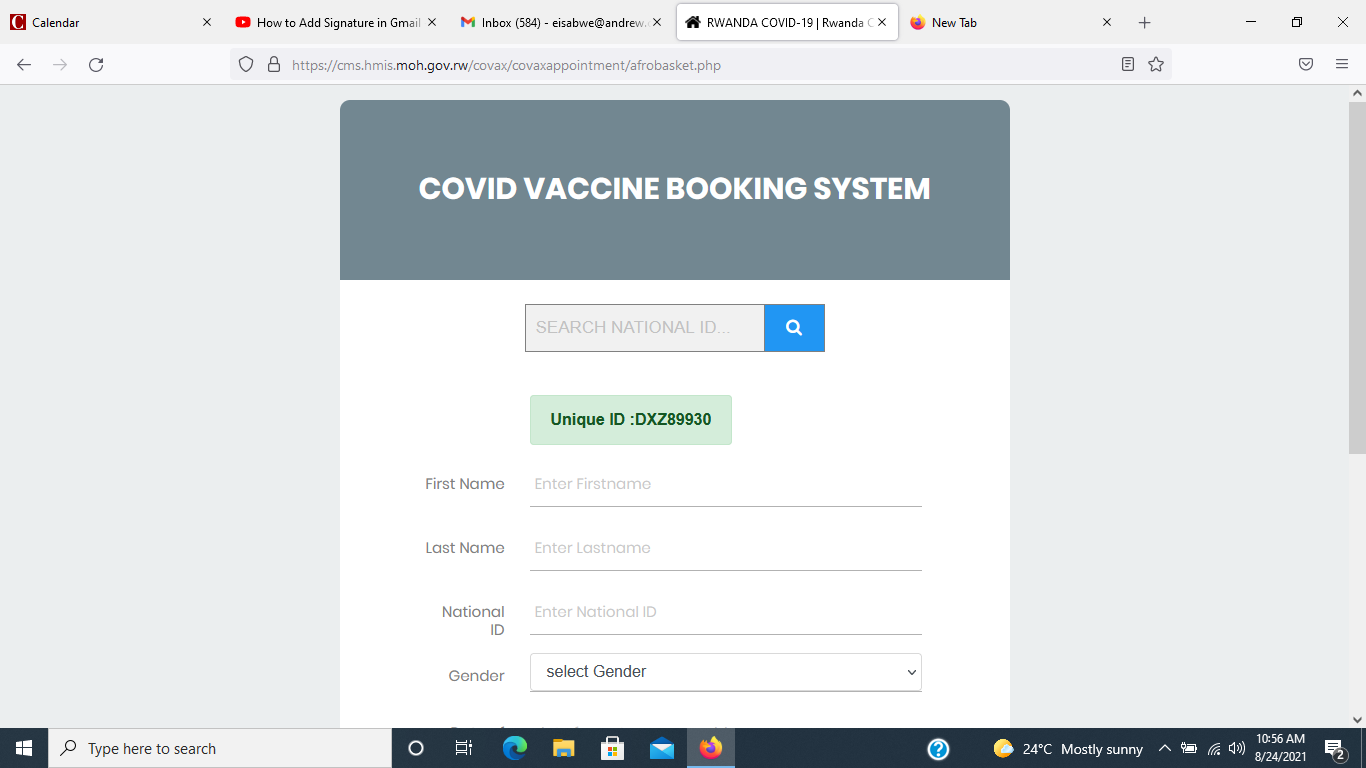 Calendar
How to Add Signature in Gmail
Inbox (584) - eisabwe@andrew.
RWANDA COVID-19 | Rwanda
New Tab
https://cms.hmis.moh.gov.rw/covax/covaxappointment/afrobasket.php
COVID VACCINE BOOKING SYSTEM
SEARCH NATIONAL ID...
Unique ID :DXZ89930
First Name
Enter Firstname
Last Name
Enter Lastname
National
ID
Enter National ID
Gender
select Gender
Type here to search
24°C Mostly sunny
10:56 AM
8/24/2021
2